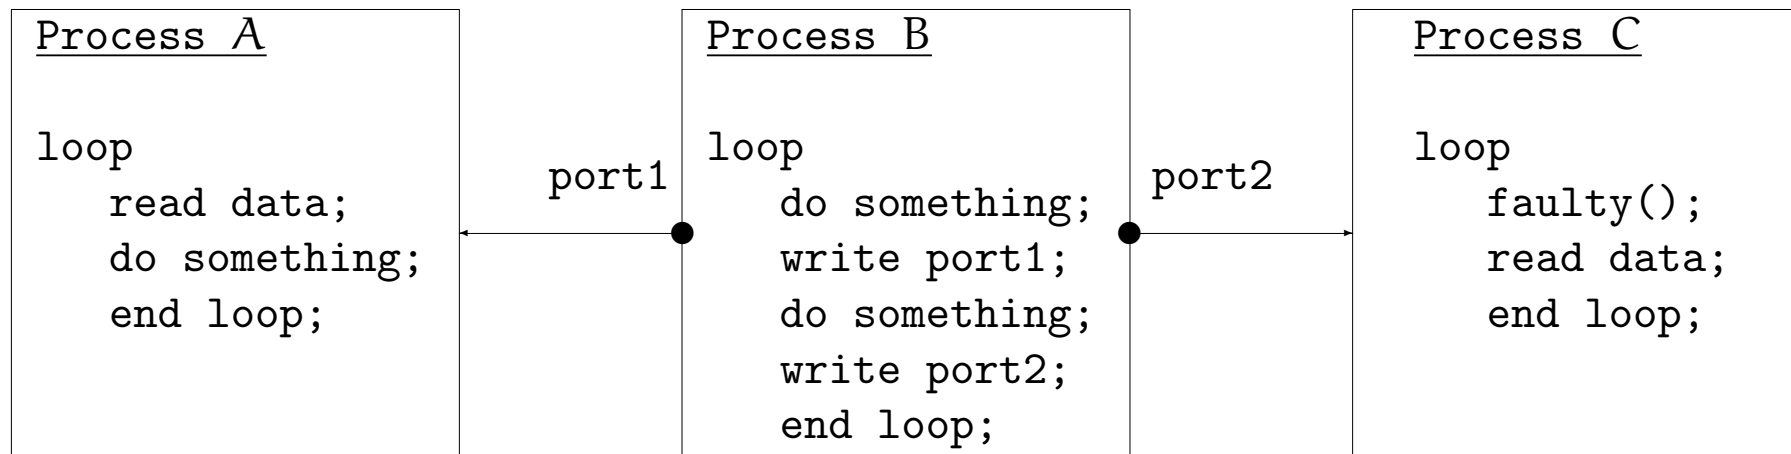 Process A
loop
read data;
do something;
end loop;
port1
Process B
loop
do something;
write port1;
do something;
write port2;
end loop;
port2
Process C
loop
faulty();
read data;
end loop;